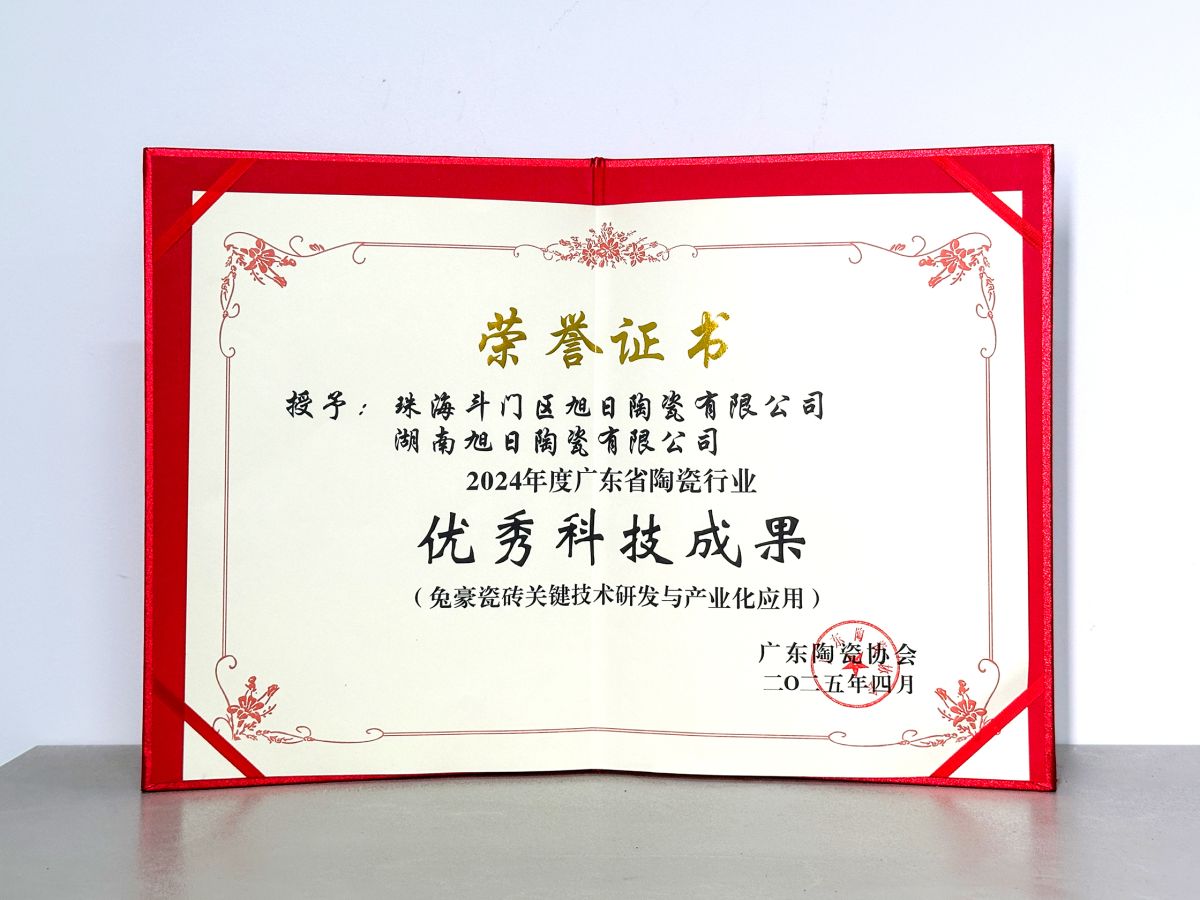 荣誉证书
授予：珠海斗门区旭日陶瓷有限公司
湖南旭日陶瓷有限公司
2024年度广东省陶瓷行业
优秀科技成果
（兔豪瓷砖关键技术研发与产业化应用）
广东陶瓷协会
二O二五年四月